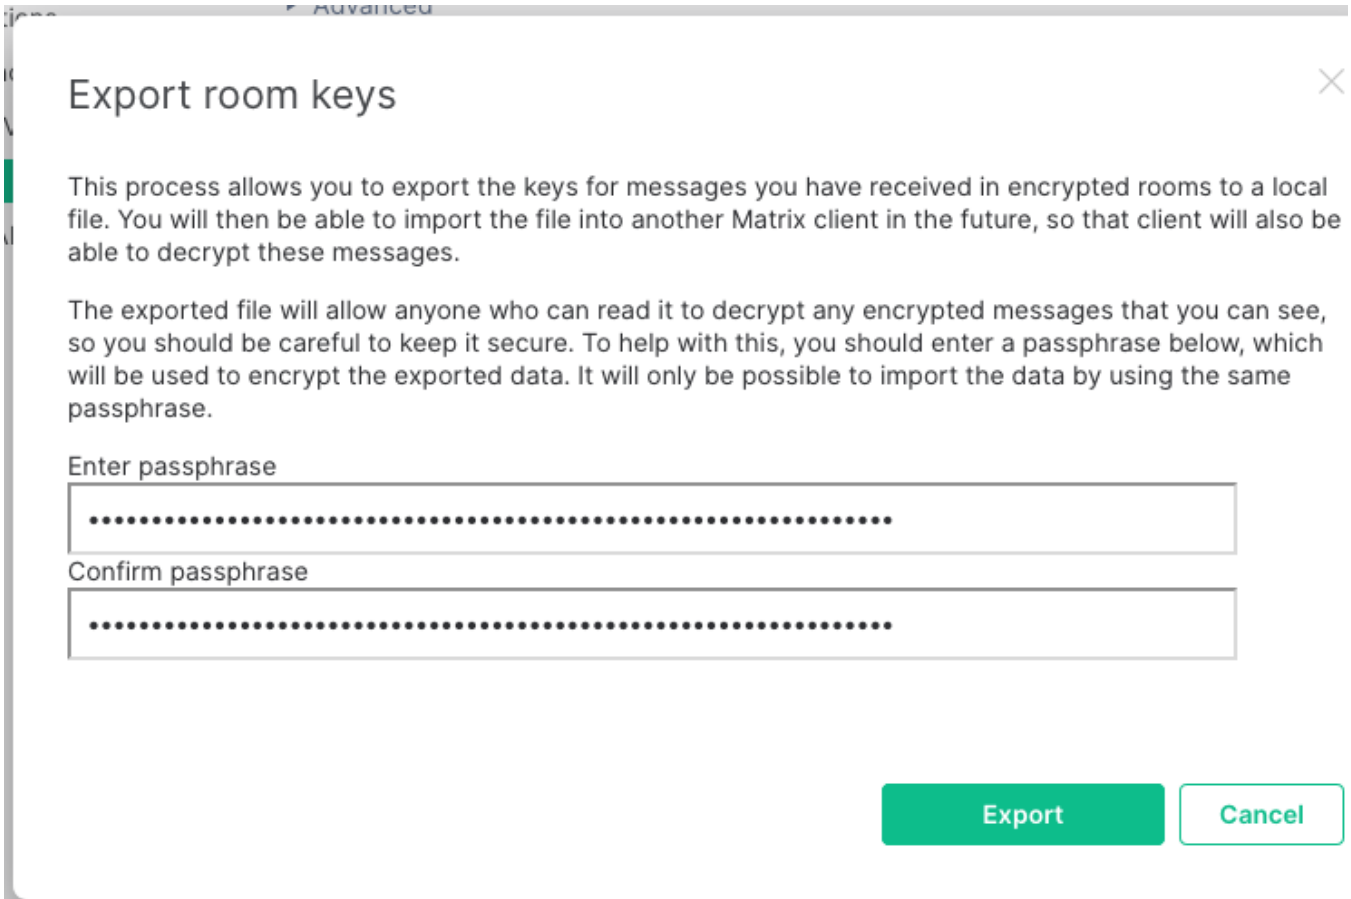 Advanced
Export room keys
This process allows you to export the keys for messages you have received in encrypted rooms to a local
file. You will then be able to import the file into another Matrix client in the future, so that client will also be
able to decrypt these messages.
The exported file will allow anyone who can read it to decrypt any encrypted messages that you can see,
so you should be careful to keep it secure. To help with this, you should enter a passphrase below, which
will be used to encrypt the exported data. It will only be possible to import the data by using the same
passphrase.
Enter passphrase
Confirm passphrase
Export Cancel